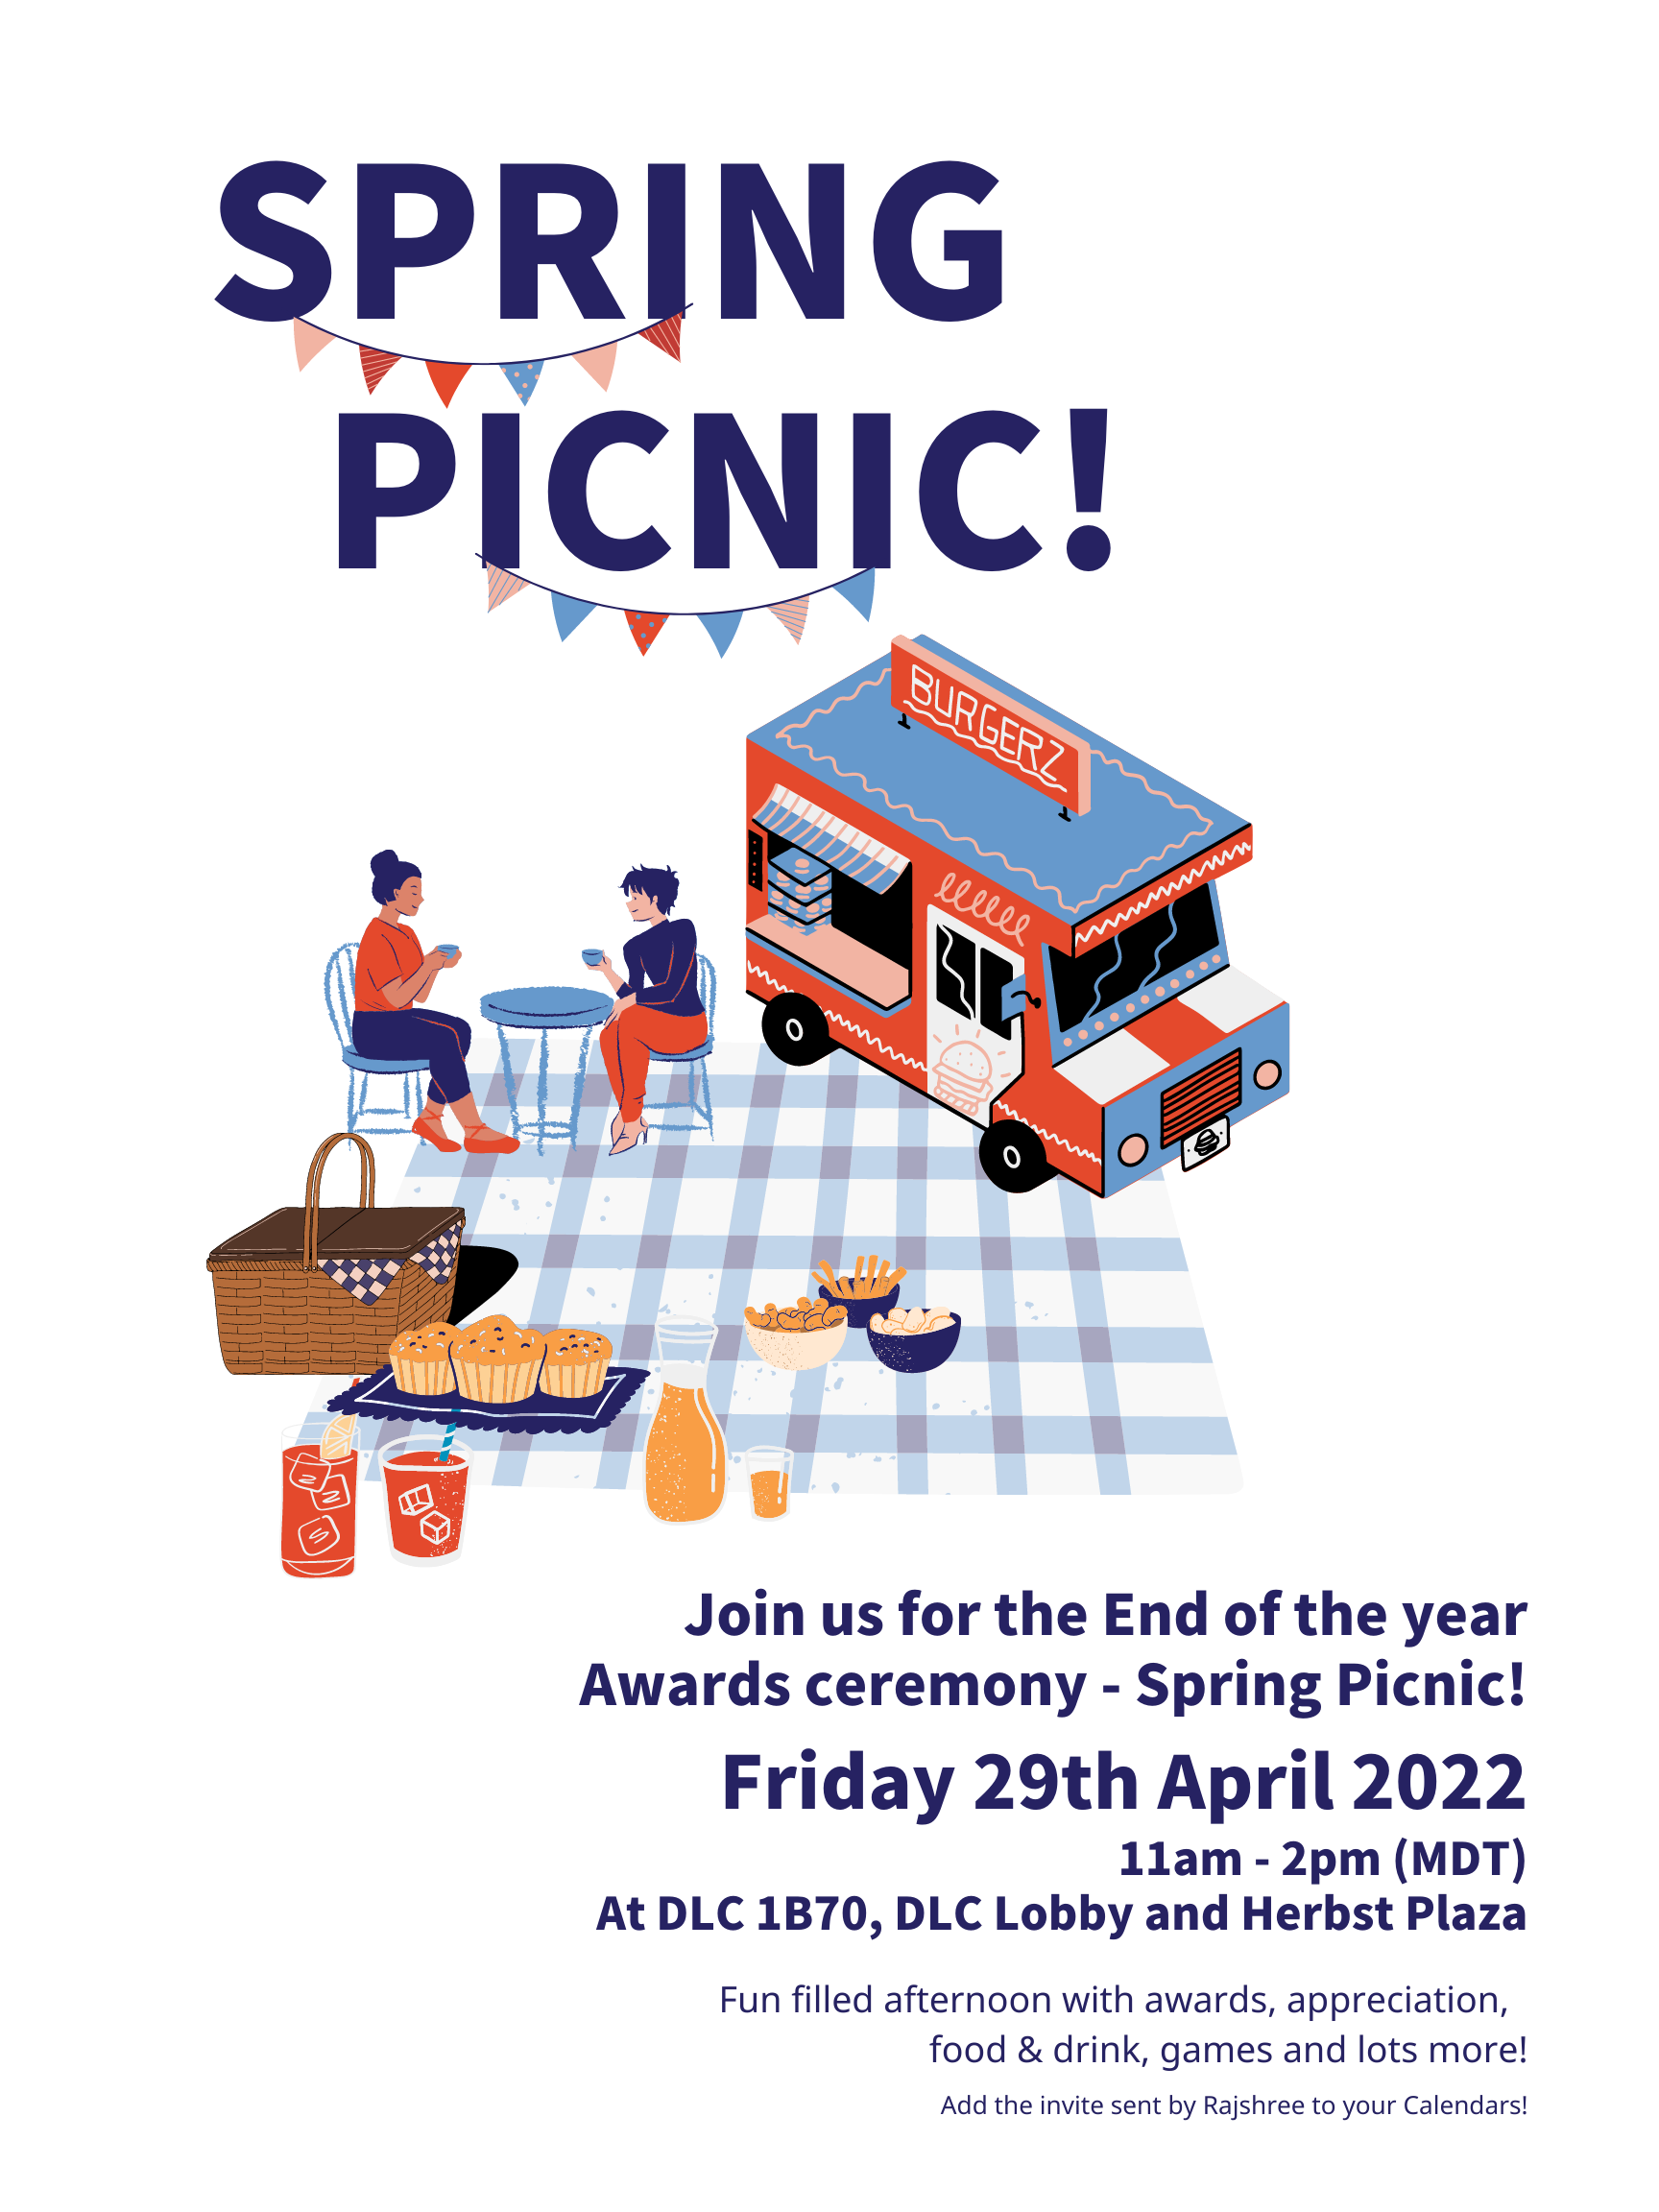 SPRING
PICNIC!
BURGERZ
Join us for the End of the year
Awards ceremony - Spring Picnic!
Friday 29th April 2022
11am - 2pm (MDT)
At DLC 1B70, DLC Lobby and Herbst Plaza
Fun filled afternoon with awards, appreciation,
food & drink, games and lots more!
Add the invite sent by Rajshree to your Calendars!